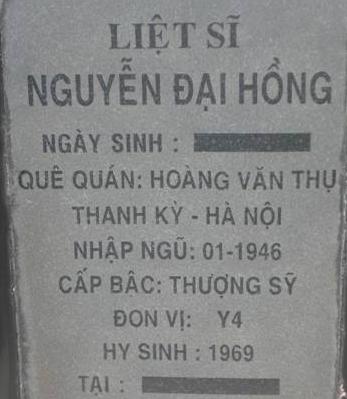 LIỆT SĨ
NGUYỄN ĐẠI HỒNG
NGÀY SINH :
QUÊ QUÁN: HOÀNG VĂN THỤ
THANH KỲ - HÀ NỘI
NHẬP NGŨ: 01-1946
CẤP BẬC: THƯỢNG SỸ
ĐON VỊ: Y4
HY SINH : 1969
TẠI :